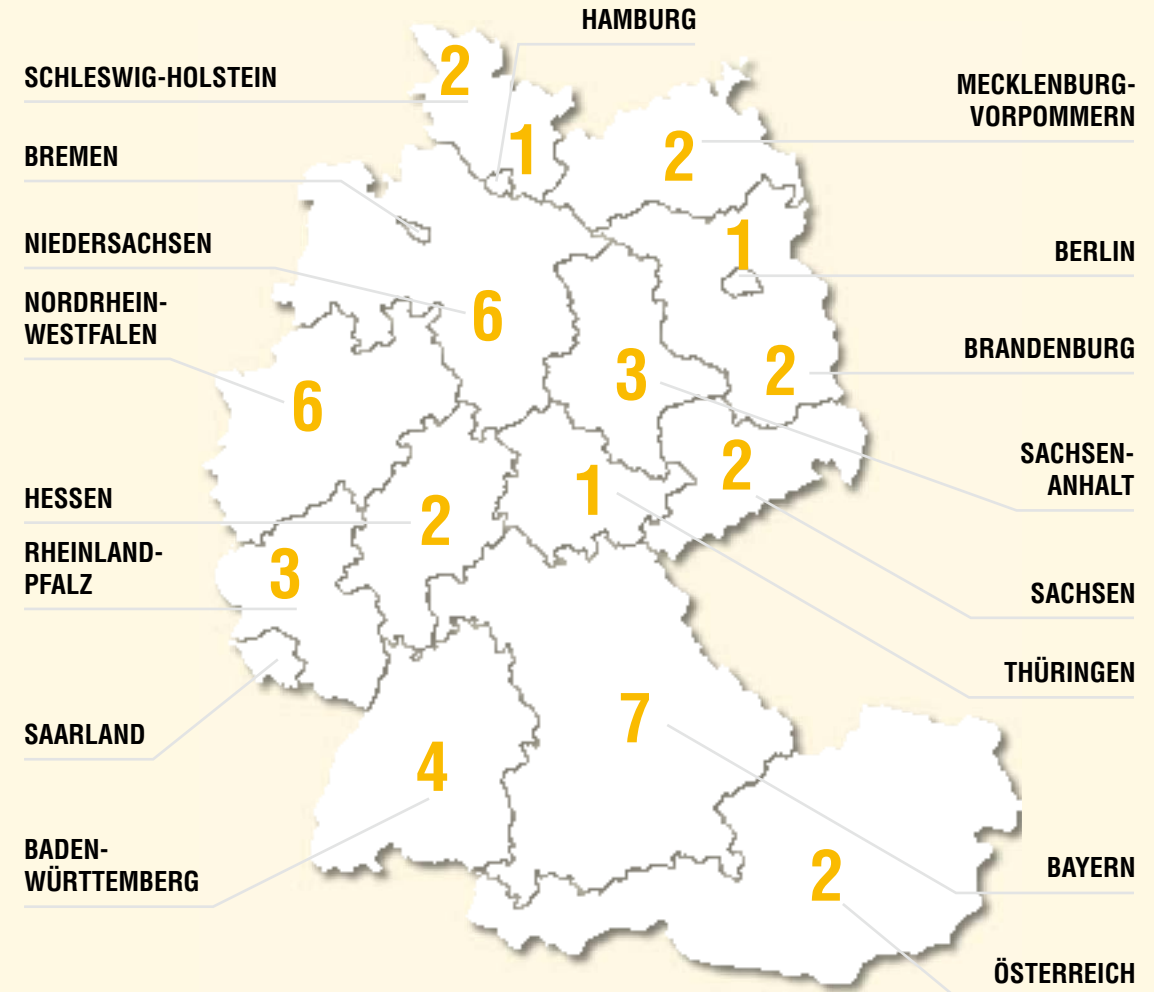 HAMBURG
SCHLESWIG-HOLSTEIN
2
MECKLENBURG-
VORPOMMERN
1
2
BREMEN
NIEDERSACHSEN
1
BERLIN
NORDRHEIN-
WESTFALEN
6
BRANDENBURG
3
2
6
SACHSEN-
ANHALT
2
HESSEN
1
2
RHEINLAND-
PFALZ
3
SACHSEN
THÜRINGEN
SAARLAND
7
4
BADEN-
WÜRTTEMBERG
BAYERN
2
ÖSTERREICH